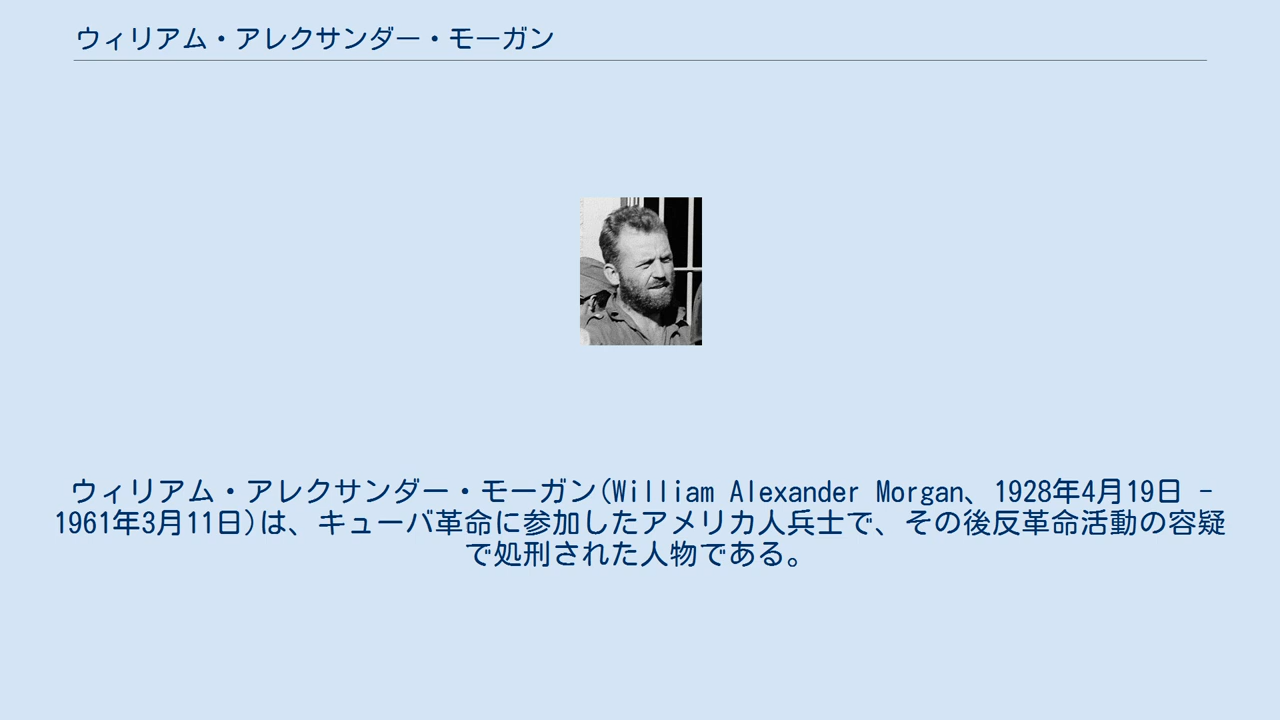 ウィリアム・アレクサンダー・モーガン
ウィリアム・アレクサンダー・モーガン(William Alexander Morgan、1928年4月19日 –
1961年3月11日)は、キューバ革命に参加したアメリカ人兵士で、その後反革命活動の容疑
で処刑された人物である。